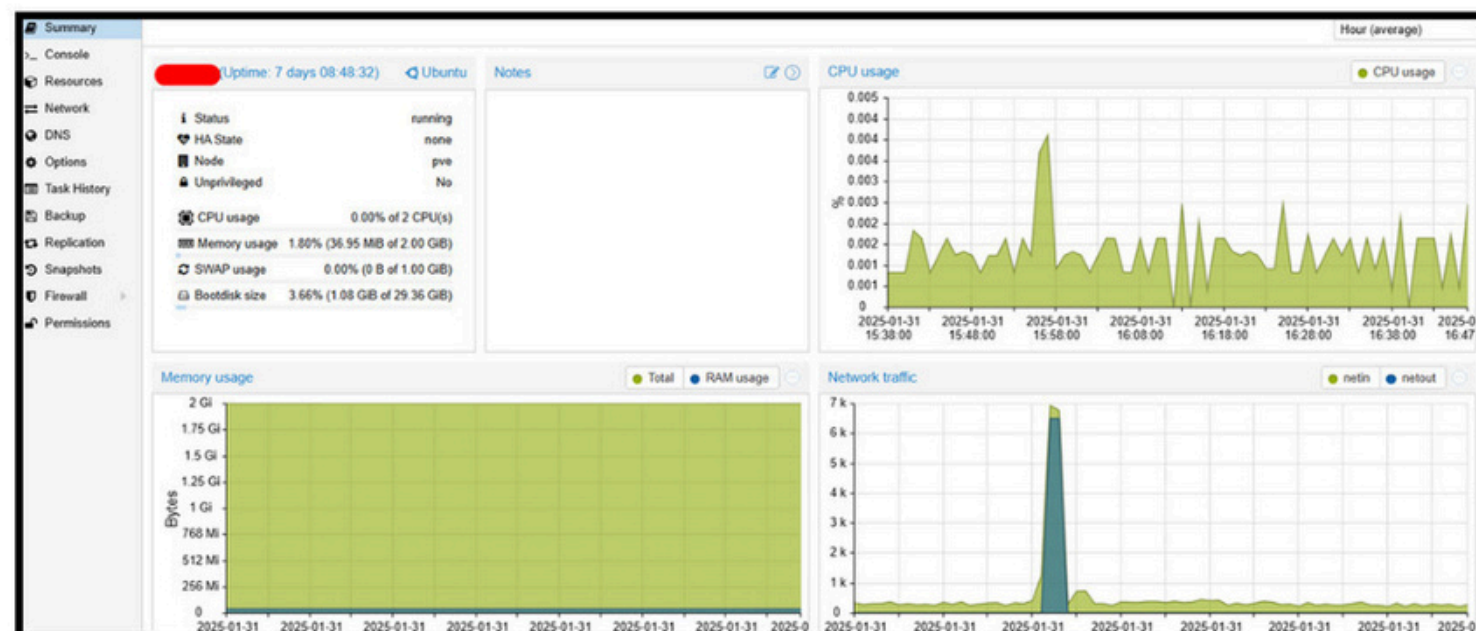 Summary
Console
Resources
Network
DNS
Options
Task History
Backup
Replication
Snapshots
Firewall
Permissions
Hour (average)
(Uptime: 7 days 08:48:32) Ubuntu
Status running
HA State none
Node pve
Unprivileged No
CPU usage 0.00% of 2 CPU(s)
Memory usage 1.80% (36.95 MiB of 2.00 GiB)
SWAP usage 0.00% (0 B of 1.00 GiB)
Bootdisk size 3.66% (1.08 GiB of 29.36 GiB)
Notes
CPU usage
CPU usage
0.005
0.004
0.004
0.004
0.003
0.003
0.002
0.002
0.001
0.001
0
%
2025-01-31 2025-01-31 2025-01-31 2025-01-31 2025-01-31 2025-01-31 2025-01-31 2025-0
15:38:00 15:48:00 15:58:00 16:08:00 16:18:00 16:28:00 16:38:00 16:47
Memory usage
Total RAM usage
2 Gi
1.75 Gi
1.5 Gi
1.25 Gi
1 Gi
768 Mi
512 Mi
256 Mi
0
Bytes
2025-01-31 2025-01-31 2025-01-31 2025-01-31 2025-01-31 2025-01-31 2025-01-31 2025-0
Network traffic
netin netout
7 k
6 k
5 k
4 k
3 k
2 k
1 k
0
2025-01-31 2025-01-31 2025-01-31 2025-01-31 2025-01-31 2025-01-31 2025-01-31 2025-0